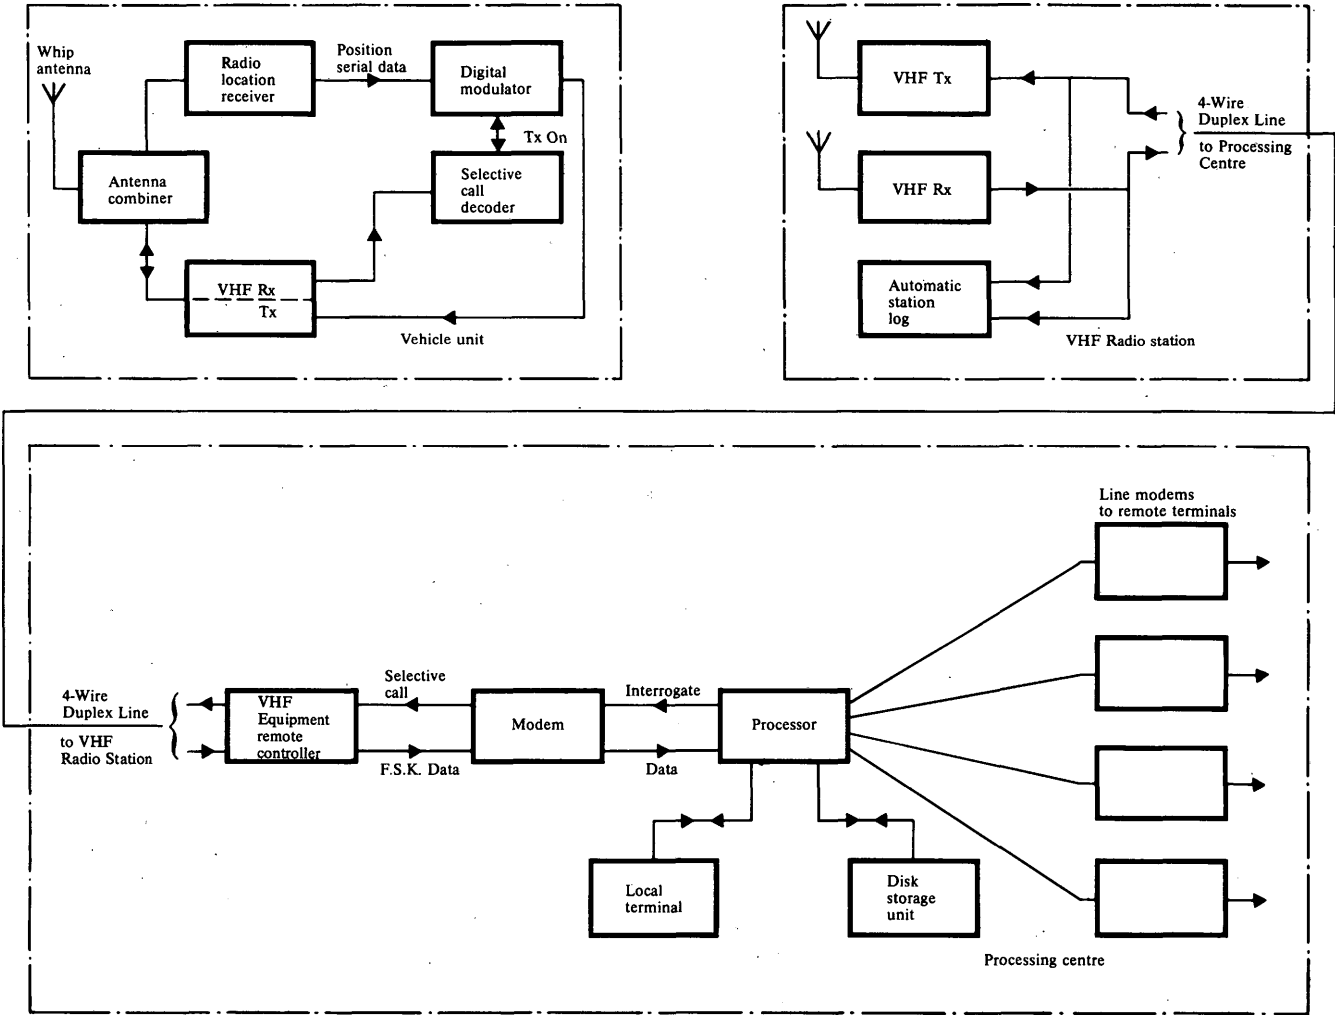 Whip
antenna
Radio
location
receiver
Position
serial data
Digital
modulator
Tx On
Antenna
combiner
Selective
call
decoder
VHF Rx
Tx
Vehicle unit
VHF Tx
4-Wire
Duplex Line
to Processing
Centre
VHF Rx
Automatic
station
log
VHF Radio station
Line modems
to remote terminals
4-Wire
Duplex Line
to VHF
Radio Station
VHF
Equipment
remote
controller
Selective
call
F.S.K. Data
Modem
Interrogate
Data
Processor
Local
terminal
Disk
storage
unit
Processing centre